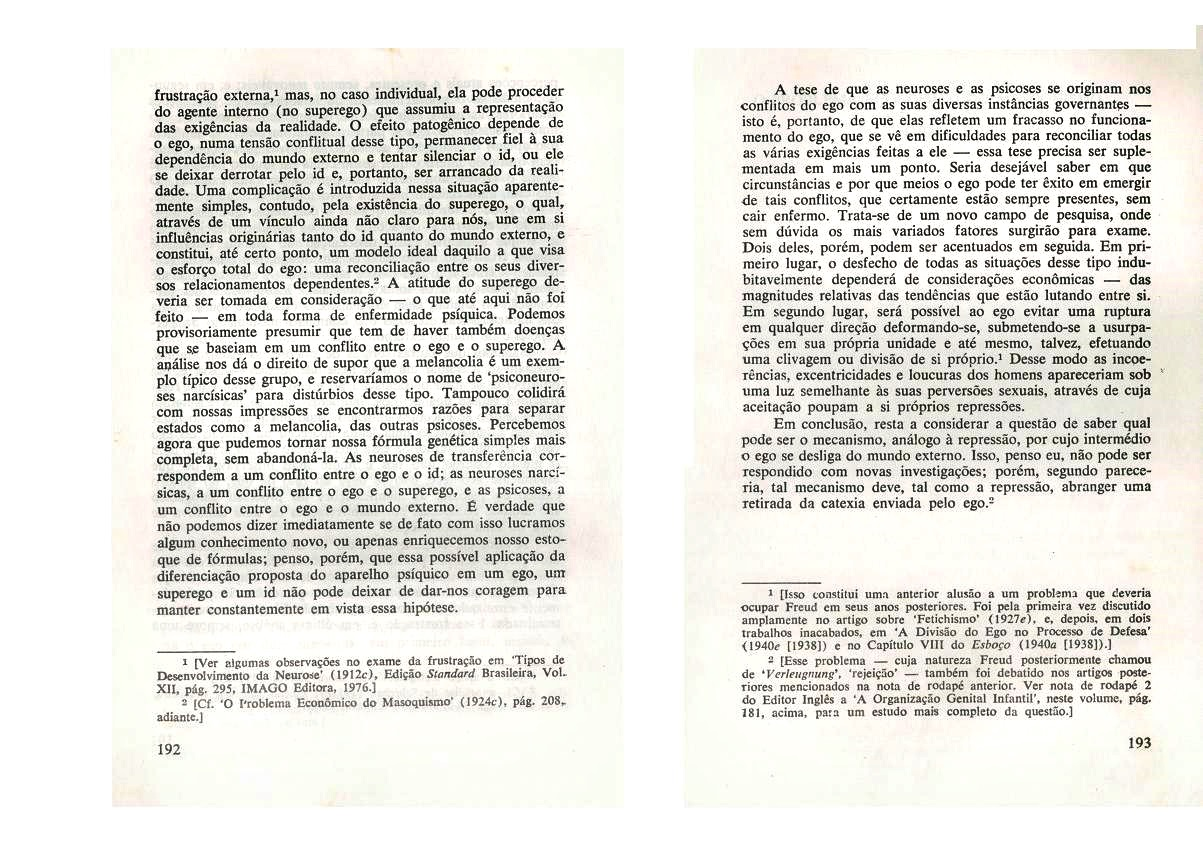 frustração externa,¹ mas, no caso individual, ela pode proceder
do agente interno (no superego) que assumiu a representação
das exigências da realidade. O efeito patogênico depende de
o ego, numa tensão conflitual desse tipo, permanecer fiel à sua
dependência do mundo externo e tentar silenciar o id, ou ele
se deixar derrotar pelo id e, portanto, ser arrancado da reali-
dade. Uma complicação é introduzida nessa situação aparente-
mente simples, contudo, pela existência do superego, o qual,
através de um vínculo ainda não claro para nós, une em si
influências originárias tanto do id quanto do mundo externo, e
constitui, até certo ponto, um modelo ideal daquilo a que visa
o esforço total do ego: uma reconciliação entre os seus diver-
sos relacionamentos dependentes.² A atitude do superego de-
veria ser tomada em consideração — o que até aqui não foi
feito — em toda forma de enfermidade psíquica. Podemos
provisoriamente presumir que tem de haver também doenças
que se baseiam em um conflito entre o ego e o superego. A
análise nos dá o direito de supor que a melancolia é um exem-
plo típico desse grupo, e reservaríamos o nome de ‘psiconeuro-
ses narcísicas’ para distúrbios desse tipo. Tampouco colidirá
com nossas impressões se encontrarmos razões para separar
estados como a melancolia, das outras psicoses. Percebemos
agora que pudemos tornar nossa fórmula genética simples mais
completa, sem abandoná-la. As neuroses de transferência cor-
respondem a um conflito entre o ego e o id; as neuroses narcí-
sicas, a um conflito entre o ego e o superego, e as psicoses, a
um conflito entre o ego e o mundo externo. É verdade que
não podemos dizer imediatamente se de fato com isso lucramos
algum conhecimento novo, ou apenas enriquecemos nosso esto-
que de fórmulas; penso, porém, que essa possível aplicação da
diferenciação proposta do aparelho psíquico em um ego, um
superego e um id não pode deixar de dar-nos coragem para
manter constantemente em vista essa hipótese.
¹ [Ver algumas observações no exame da frustração em ‘Tipos de
Desenvolvimento da Neurose’ (1912c), Edição Standard Brasileira, Vol.
XII, pág. 295, IMAGO Editora, 1976.]
² [Cf. ‘O Problema Econômico do Masoquismo’ (1924c), pág. 208,
adiante.]
192
A tese de que as neuroses e as psicoses se originam nos
conflitos do ego com as suas diversas instâncias governantes —
isto é, portanto, de que elas refletem um fracasso no funciona-
mento do ego, que se vê em dificuldades para reconciliar todas
as várias exigências feitas a ele — essa tese precisa ser suple-
mentada em mais um ponto. Seria desejável saber em que
circunstâncias e por que meios o ego pode ter êxito em emergir
de tais conflitos, que certamente estão sempre presentes, sem
cair enfermo. Trata-se de um novo campo de pesquisa, onde
sem dúvida os mais variados fatores surgirão para exame.
Dois deles, porém, podem ser acentuados em seguida. Em pri-
meiro lugar, o desfecho de todas as situações desse tipo indu-
bitavelmente dependerá de considerações econômicas — das
magnitudes relativas das tendências que estão lutando entre si.
Em segundo lugar, será possível ao ego evitar uma ruptura
em qualquer direção deformando-se, submetendo-se a usurpa-
ções em sua própria unidade e até mesmo, talvez, efetuando
uma clivagem ou divisão de si próprio.¹ Desse modo as incoe-
rências, excentricidades e loucuras dos homens apareceriam sob
uma luz semelhante às suas perversões sexuais, através de cuja
aceitação poupam a si próprios repressões.
Em conclusão, resta a considerar a questão de saber qual
pode ser o mecanismo, análogo à repressão, por cujo intermédio
o ego se desliga do mundo externo. Isso, penso eu, não pode ser
respondido com novas investigações; porém, segundo parece-
ria, tal mecanismo deve, tal como a repressão, abranger uma
retirada da catexia enviada pelo ego.²
¹ [Isso constitui uma anterior alusão a um problema que deveria
ocupar Freud em seus anos posteriores. Foi pela primeira vez discutido
amplamente no artigo sobre ‘Fetichismo’ (1927e), e, depois, em dois
trabalhos inacabados, em ‘A Divisão do Ego no Processo de Defesa’
(1940e [1938]) e no Capítulo VIII do Esboço (1940a [1938]).]
² [Esse problema — cuja natureza Freud posteriormente chamou
de ‘Verleugnung’, ‘rejeição’ — também foi debatido nos artigos poste-
riores mencionados na nota de rodapé anterior. Ver nota de rodapé 2
do Editor Inglês a ‘A Organização Genital Infantil’, neste volume, pág.
181, acima, para um estudo mais completo da questão.]
193